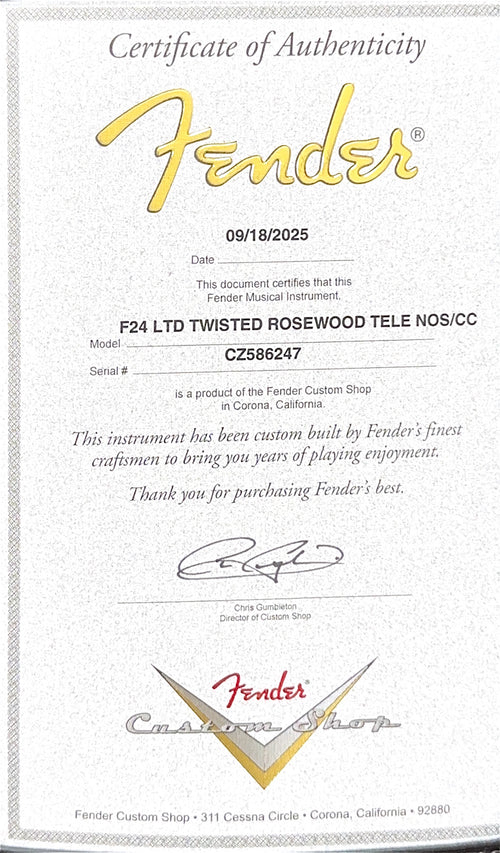 Certificate of Authenticity
Fender®
09/18/2025
Date
This document certifies that this
Fender Musical Instrument.
F24 LTD TWISTED ROSEWOOD TELE NOS/CC
Model
CZ586247
Serial #
is a product of the Fender Custom Shop
in Corona, California.
This instrument has been custom built by Fender's finest
craftsmen to bring you years of playing enjoyment.
Thank you for purchasing Fender's best.
Chris Gumbleton
Director of Custom Shop
Fender®
Custom Shop
Fender Custom Shop • 311 Cessna Circle • Corona, California • 92880